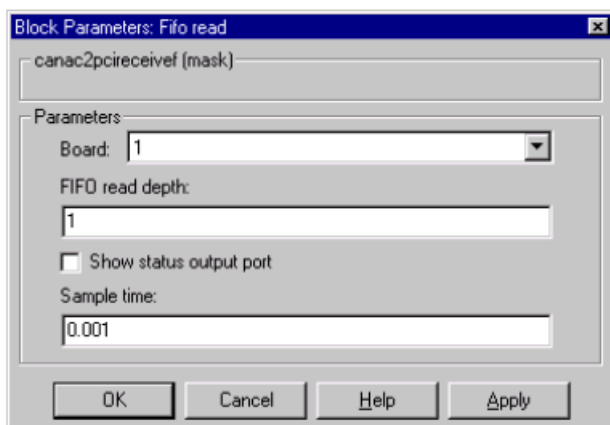 Block Parameters: Fifo read
canac2pcireceivef (mask)
Parameters
Board: 1
FIFO read depth:
1
Show status output port
Sample time:
0.001
OK Cancel Help Apply